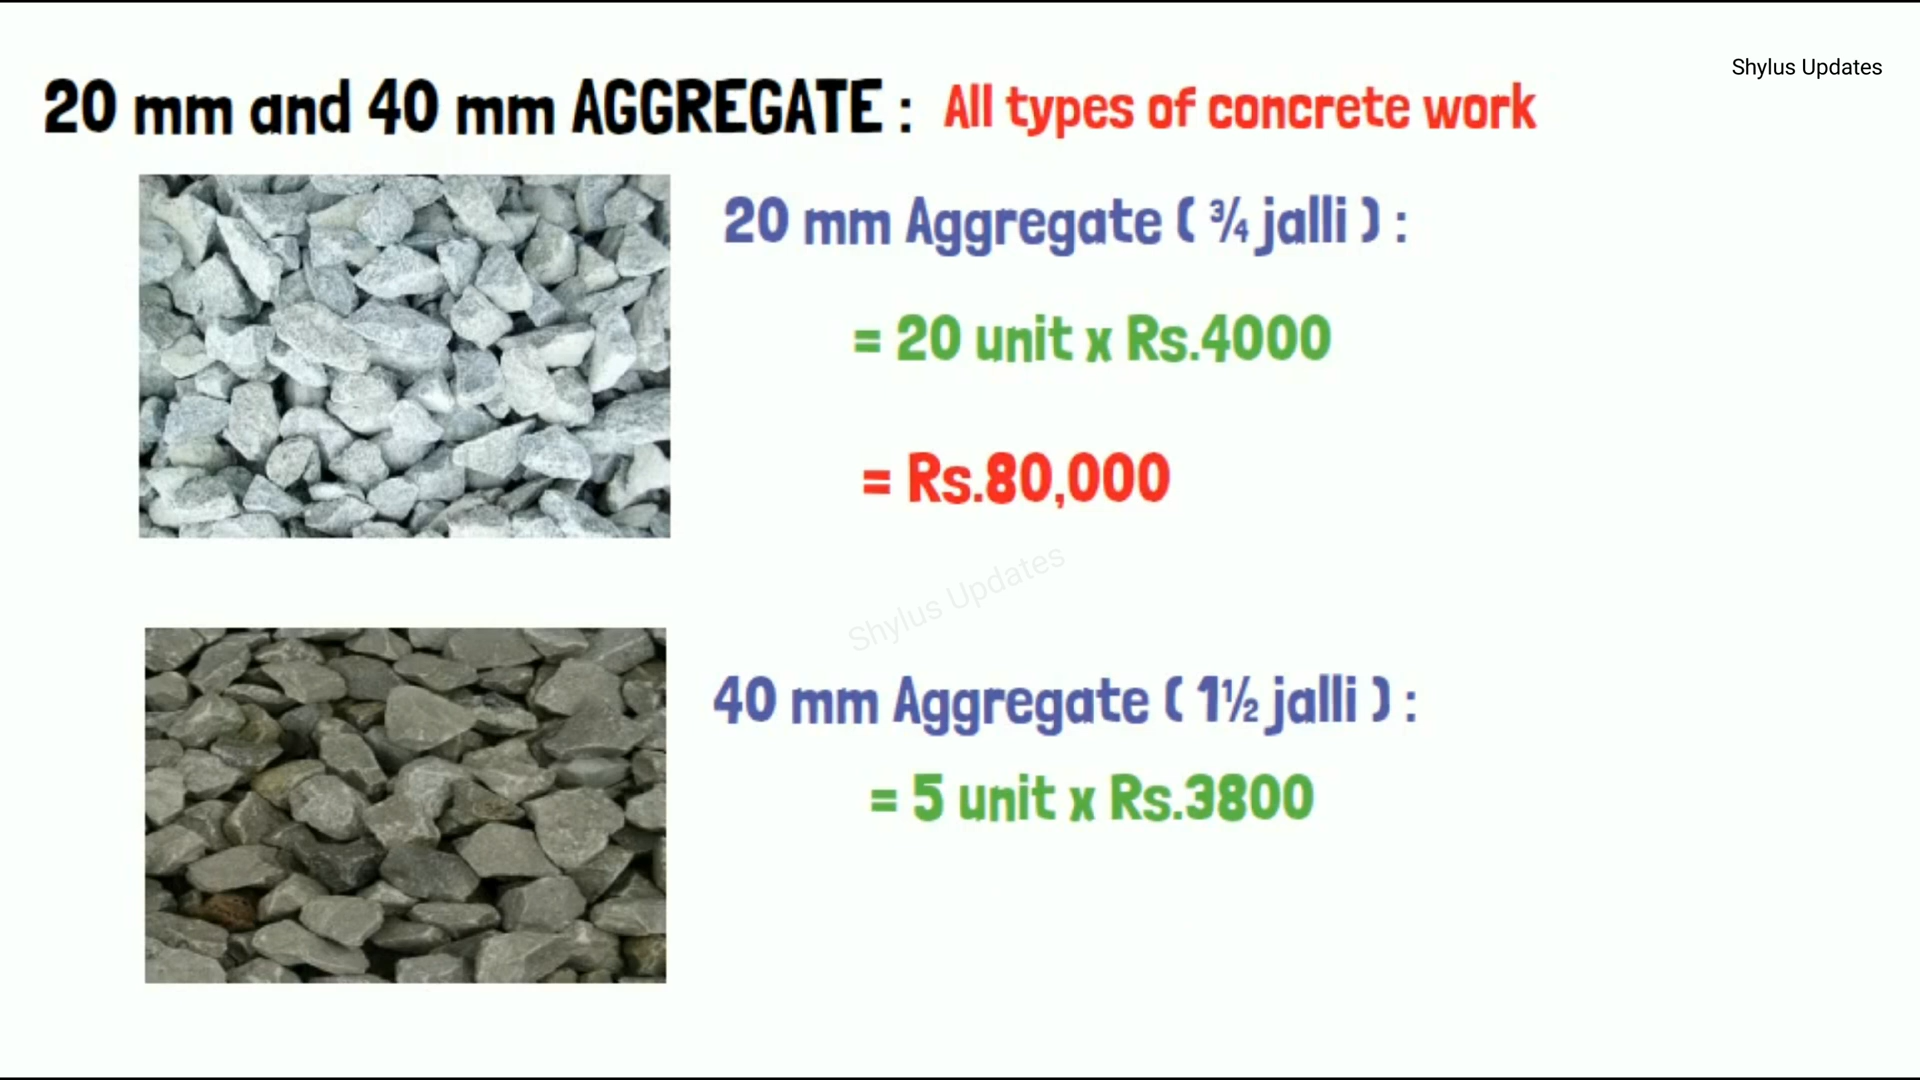 Shylus Updates
20 mm and 40 mm AGGREGATE : All types of concrete work
20 mm Aggregate ( ¾ jalli ) :
= 20 unit x Rs.4000
= Rs.80,000
Shylus Updates
40 mm Aggregate ( 1½ jalli ) :
= 5 unit x Rs.3800